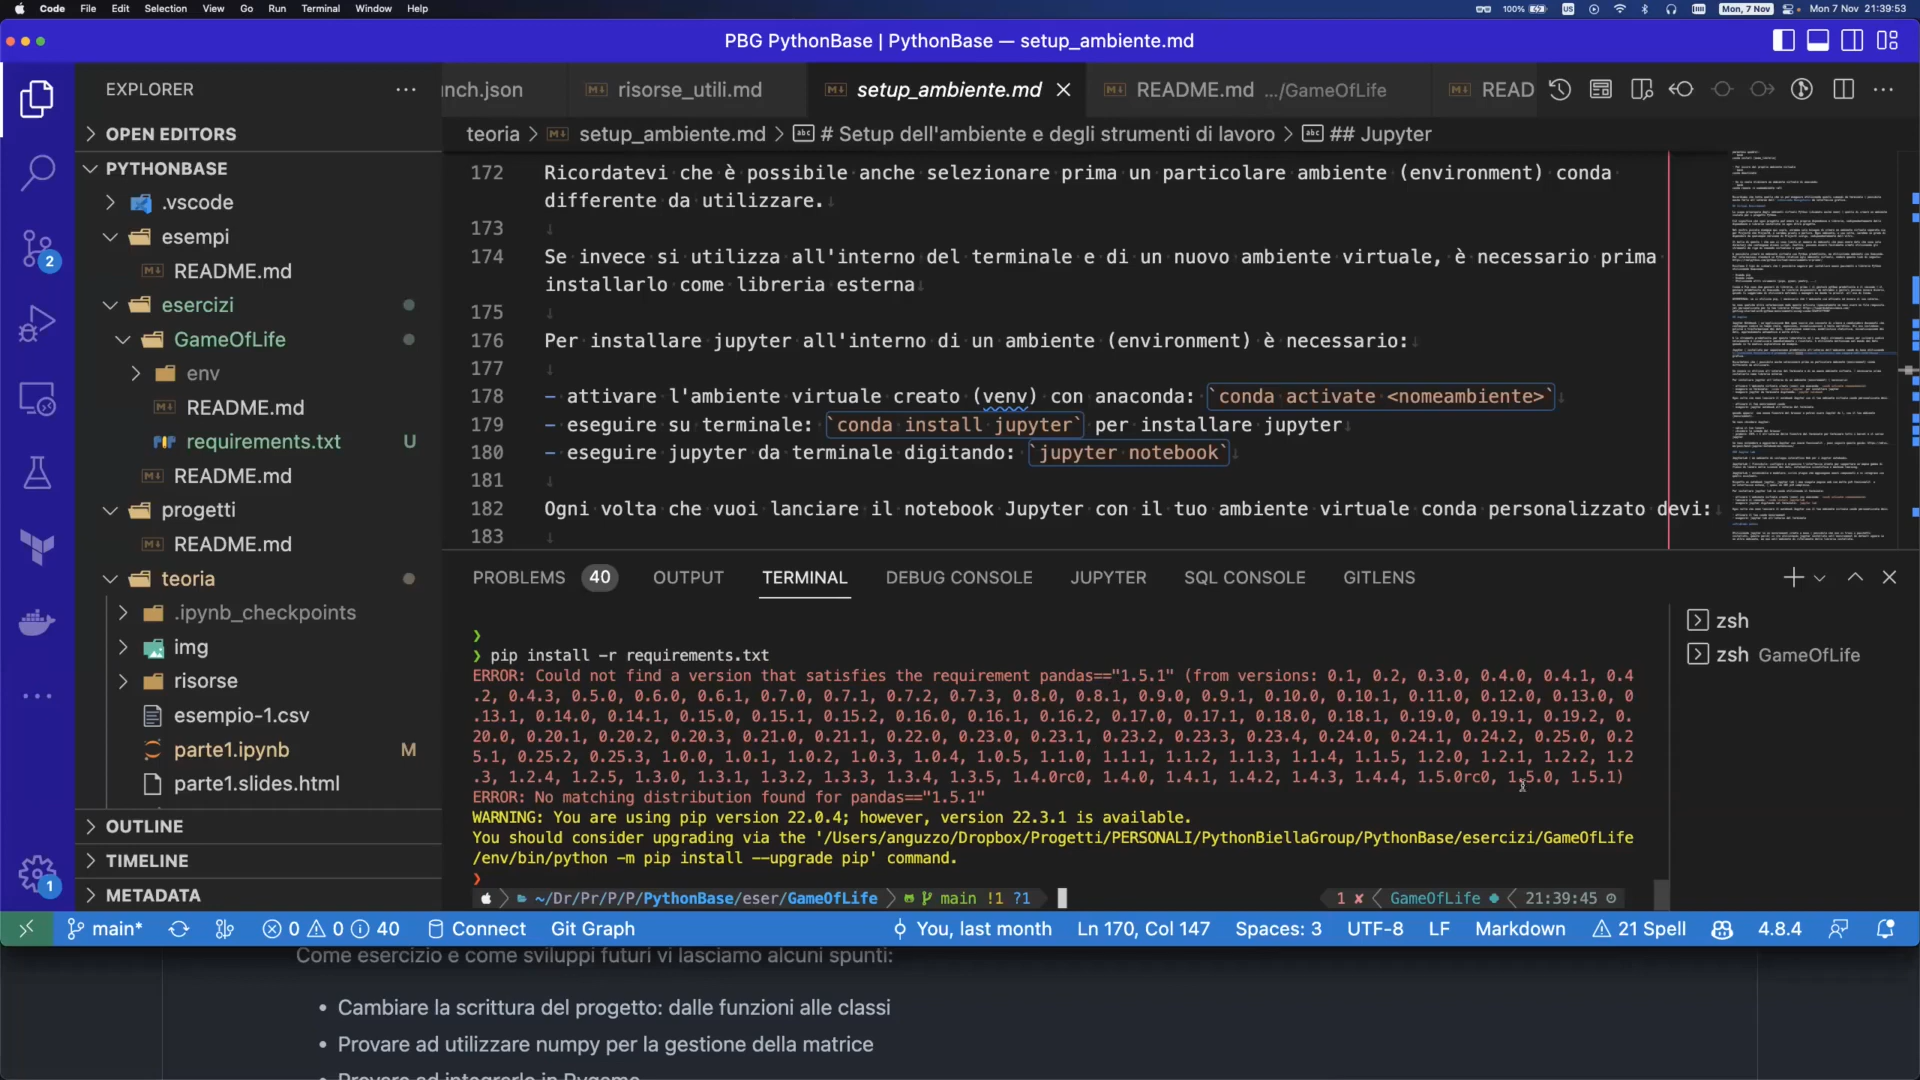 Code File Edit Selection View Go Run Terminal Window Help 100% US Mon, 7 Nov Mon 7 Nov 21:39:53
PBG PythonBase | PythonBase — setup_ambiente.md
EXPLORER
OPEN EDITORS
PYTHONBASE
.vscode
esempi
README.md
esercizi
GameOfLife
env
README.md
requirements.txt U
README.md
progetti
README.md
teoria
.ipynb_checkpoints
img
risorse
esempio-1.csv
parte1.ipynb M
parte1.slides.html
OUTLINE
TIMELINE
METADATA
2
1
nch.json risorse_utili.md setup_ambiente.md README.md .../GameOfLife READ
teoria > setup_ambiente.md > # Setup dell'ambiente e degli strumenti di lavoro > ## Jupyter
172 Ricordatevi che è possibile anche selezionare prima un particolare ambiente (environment) conda
differente da utilizzare.
173
174 Se invece si utilizza all'interno del terminale e di un nuovo ambiente virtuale, è necessario prima
installarlo come libreria esterna
175
176 Per installare jupyter all'interno di un ambiente (environment) è necessario:
177
178 - attivare l'ambiente virtuale creato (venv) con anaconda: `conda activate <nomeambiente>`
179 - eseguire su terminale: `conda install jupyter` per installare jupyter
180 - eseguire jupyter da terminale digitando: `jupyter notebook`
181
182 Ogni volta che vuoi lanciare il notebook Jupyter con il tuo ambiente virtuale conda personalizzato devi:
183
PROBLEMS 40 OUTPUT TERMINAL DEBUG CONSOLE JUPYTER SQL CONSOLE GITLENS
zsh
zsh GameOfLife
❯
❯ pip install -r requirements.txt
ERROR: Could not find a version that satisfies the requirement pandas=="1.5.1" (from versions: 0.1, 0.2, 0.3.0, 0.4.0, 0.4.1, 0.4
.2, 0.4.3, 0.5.0, 0.6.0, 0.6.1, 0.7.0, 0.7.1, 0.7.2, 0.7.3, 0.8.0, 0.8.1, 0.9.0, 0.9.1, 0.10.0, 0.10.1, 0.11.0, 0.12.0, 0.13.0, 0
.13.1, 0.14.0, 0.14.1, 0.15.0, 0.15.1, 0.15.2, 0.16.0, 0.16.1, 0.16.2, 0.17.0, 0.17.1, 0.18.0, 0.18.1, 0.19.0, 0.19.1, 0.19.2, 0.
20.0, 0.20.1, 0.20.2, 0.20.3, 0.21.0, 0.21.1, 0.22.0, 0.23.0, 0.23.1, 0.23.2, 0.23.3, 0.23.4, 0.24.0, 0.24.1, 0.24.2, 0.25.0, 0.2
5.1, 0.25.2, 0.25.3, 1.0.0, 1.0.1, 1.0.2, 1.0.3, 1.0.4, 1.0.5, 1.1.0, 1.1.1, 1.1.2, 1.1.3, 1.1.4, 1.1.5, 1.2.0, 1.2.1, 1.2.2, 1.2
.3, 1.2.4, 1.2.5, 1.3.0, 1.3.1, 1.3.2, 1.3.3, 1.3.4, 1.3.5, 1.4.0rc0, 1.4.0, 1.4.1, 1.4.2, 1.4.3, 1.4.4, 1.5.0rc0, 1.5.0, 1.5.1)
ERROR: No matching distribution found for pandas=="1.5.1"
WARNING: You are using pip version 22.0.4; however, version 22.3.1 is available.
You should consider upgrading via the '/Users/anguzzo/Dropbox/Progetti/PERSONALI/PythonBiellaGroup/PythonBase/esercizi/GameOfLife
/env/bin/python -m pip install --upgrade pip' command.
❯
~/Dr/Pr/P/P/PythonBase/eser/GameOfLife main !1 ?1 1 ✘ GameOfLife 21:39:45
main* 0 0 40 Connect Git Graph You, last month Ln 170, Col 147 Spaces: 3 UTF-8 LF Markdown 21 Spell 4.8.4
Come esercizio e come sviluppi futuri vi lasciamo alcuni spunti:
• Cambiare la scrittura del progetto: dalle funzioni alle classi
• Provare ad utilizzare numpy per la gestione della matrice
• Provare ad integrarlo in Pygame